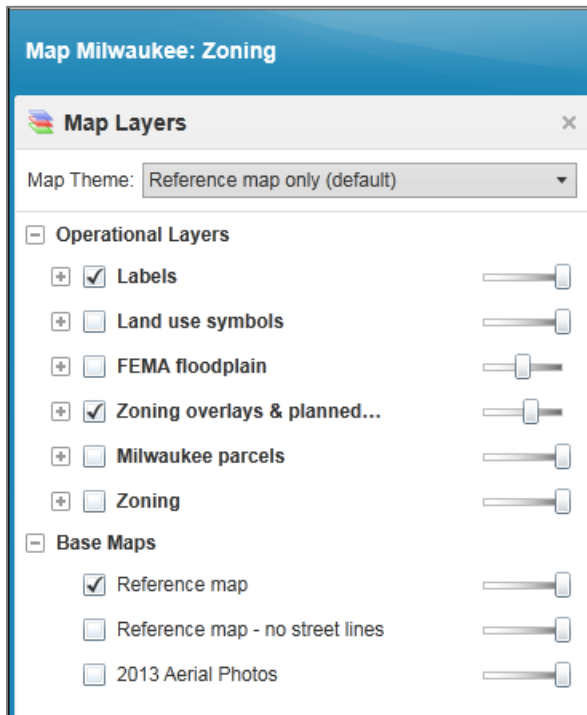 Map Milwaukee: Zoning
Map Layers
Map Theme: Reference map only (default)
Operational Layers
Labels
Land use symbols
FEMA floodplain
Zoning overlays & planned...
Milwaukee parcels
Zoning
Base Maps
Reference map
Reference map - no street lines
2013 Aerial Photos